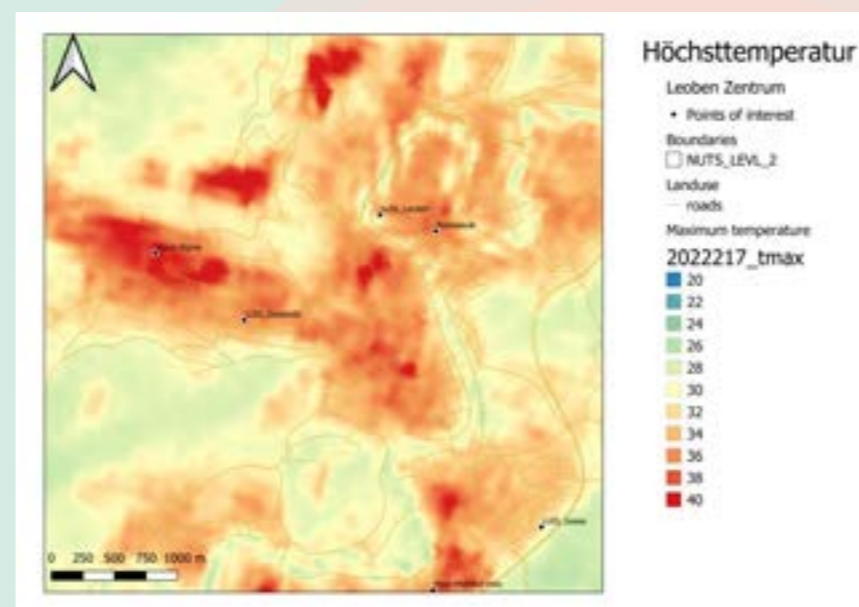 Höchsttemperatur
Leoben Zentrum
Points of interest
Boundaries
NUTS_LEVL_2
Landuse
roads
Maximum temperature
2022217_tmax
20
22
24
26
28
30
32
34
36
38
40
0 250 500 750 1000 m